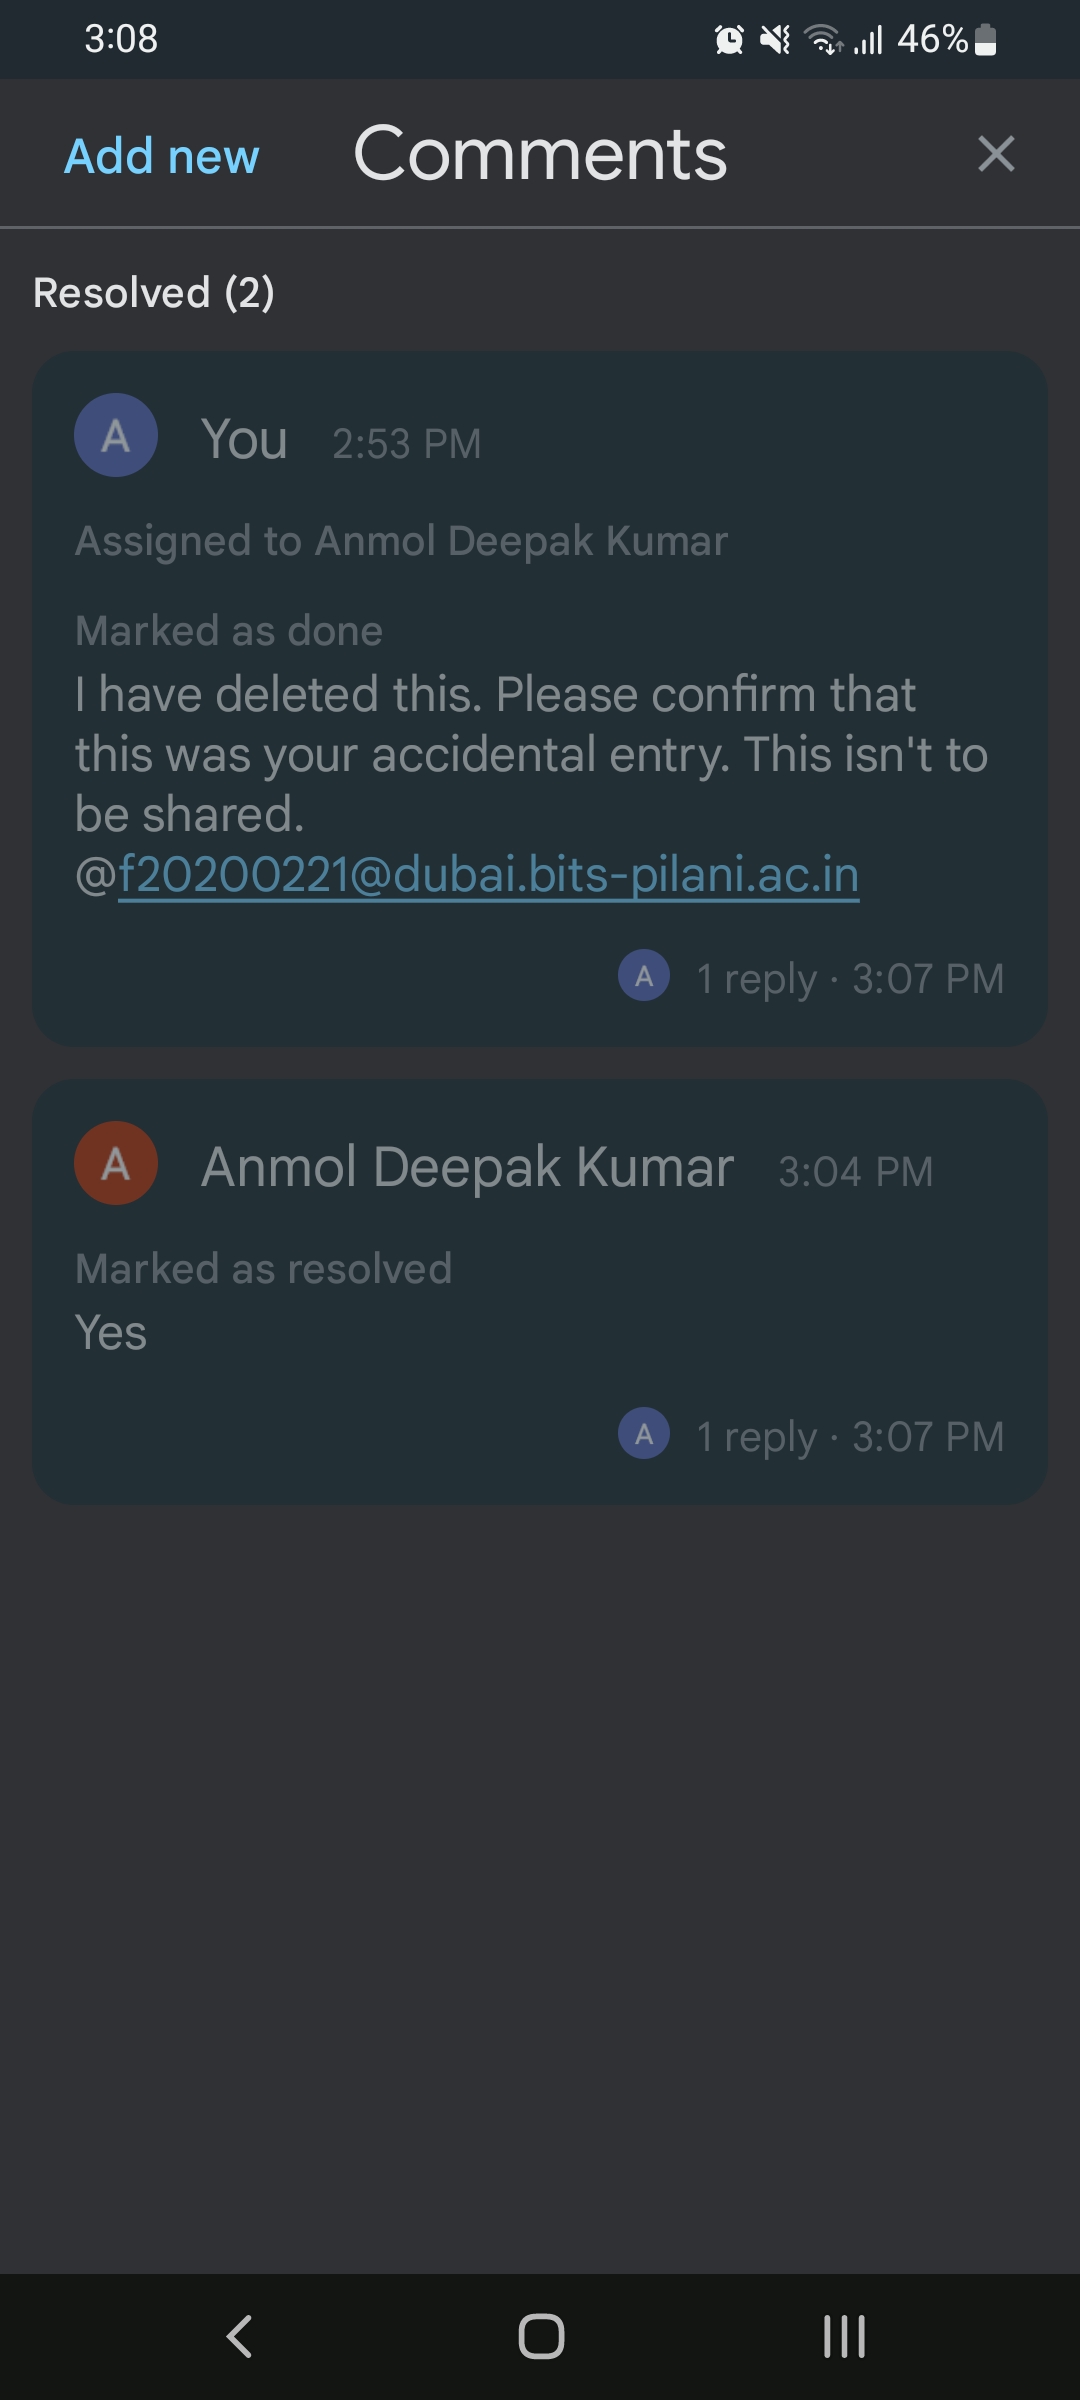 3:08
46%
Add new
Comments
Resolved (2)
A You 2:53 PM
Assigned to Anmol Deepak Kumar
Marked as done
I have deleted this. Please confirm that
this was your accidental entry. This isn't to
be shared.
@f20200221@dubai.bits-pilani.ac.in
A 1 reply · 3:07 PM
A Anmol Deepak Kumar 3:04 PM
Marked as resolved
Yes
A 1 reply · 3:07 PM